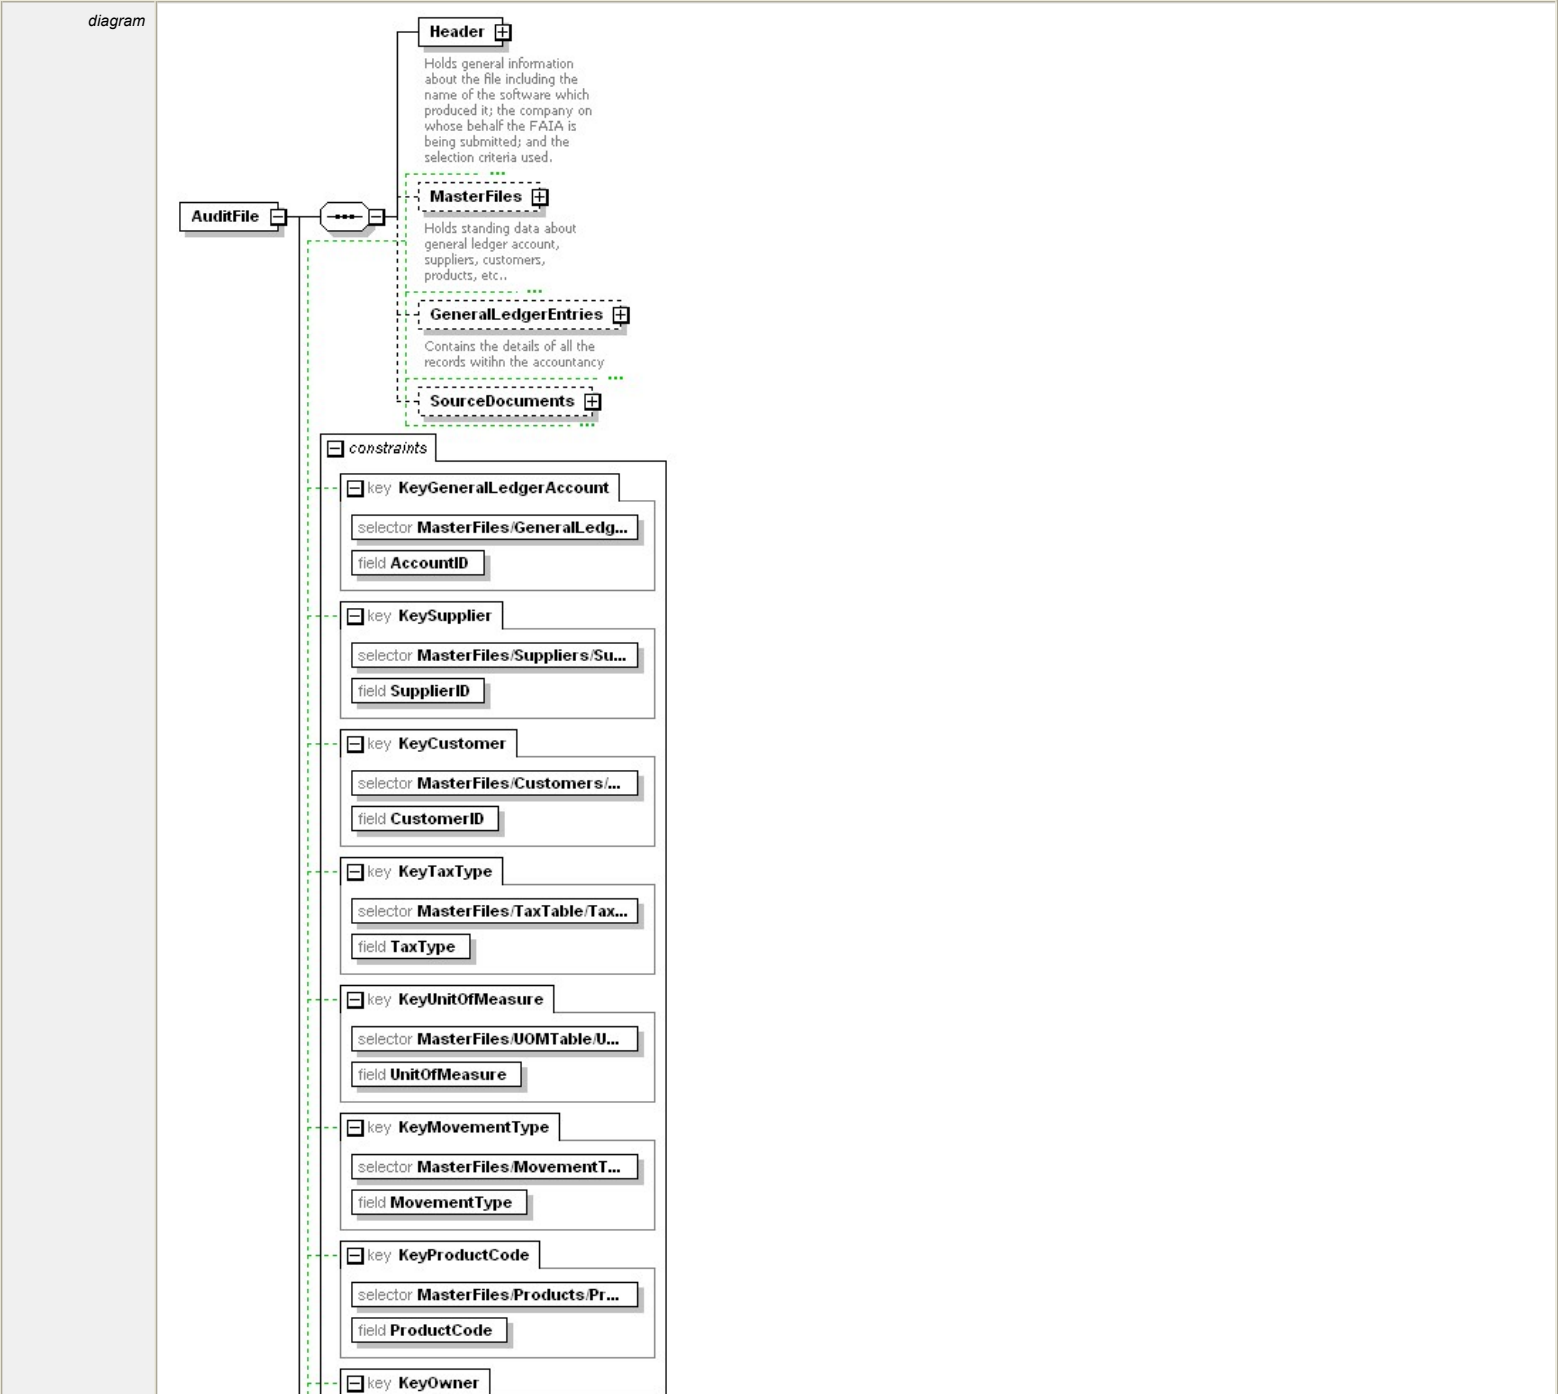 diagram
Header
Holds general information
about the file including the
name of the software which
produced it; the company on
whose behalf the FAIA is
being submitted; and the
selection criteria used.
AuditFile
MasterFiles
Holds standing data about
general ledger account,
suppliers, customers,
products, etc..
GeneralLedgerEntries
Contains the details of all the
records witihn the accountancy
SourceDocuments
constraints
key KeyGeneralLedgerAccount
selector MasterFiles/GeneralLedg...
field AccountID
key KeySupplier
selector MasterFiles/Suppliers/Su...
field SupplierID
key KeyCustomer
selector MasterFiles/Customers/...
field CustomerID
key KeyTaxType
selector MasterFiles/TaxTable/Tax...
field TaxType
key KeyUnitOfMeasure
selector MasterFiles/UOMTable/U...
field UnitOfMeasure
key KeyMovementType
selector MasterFiles/MovementT...
field MovementType
key KeyProductCode
selector MasterFiles/Products/Pr...
field ProductCode
key KeyOwner